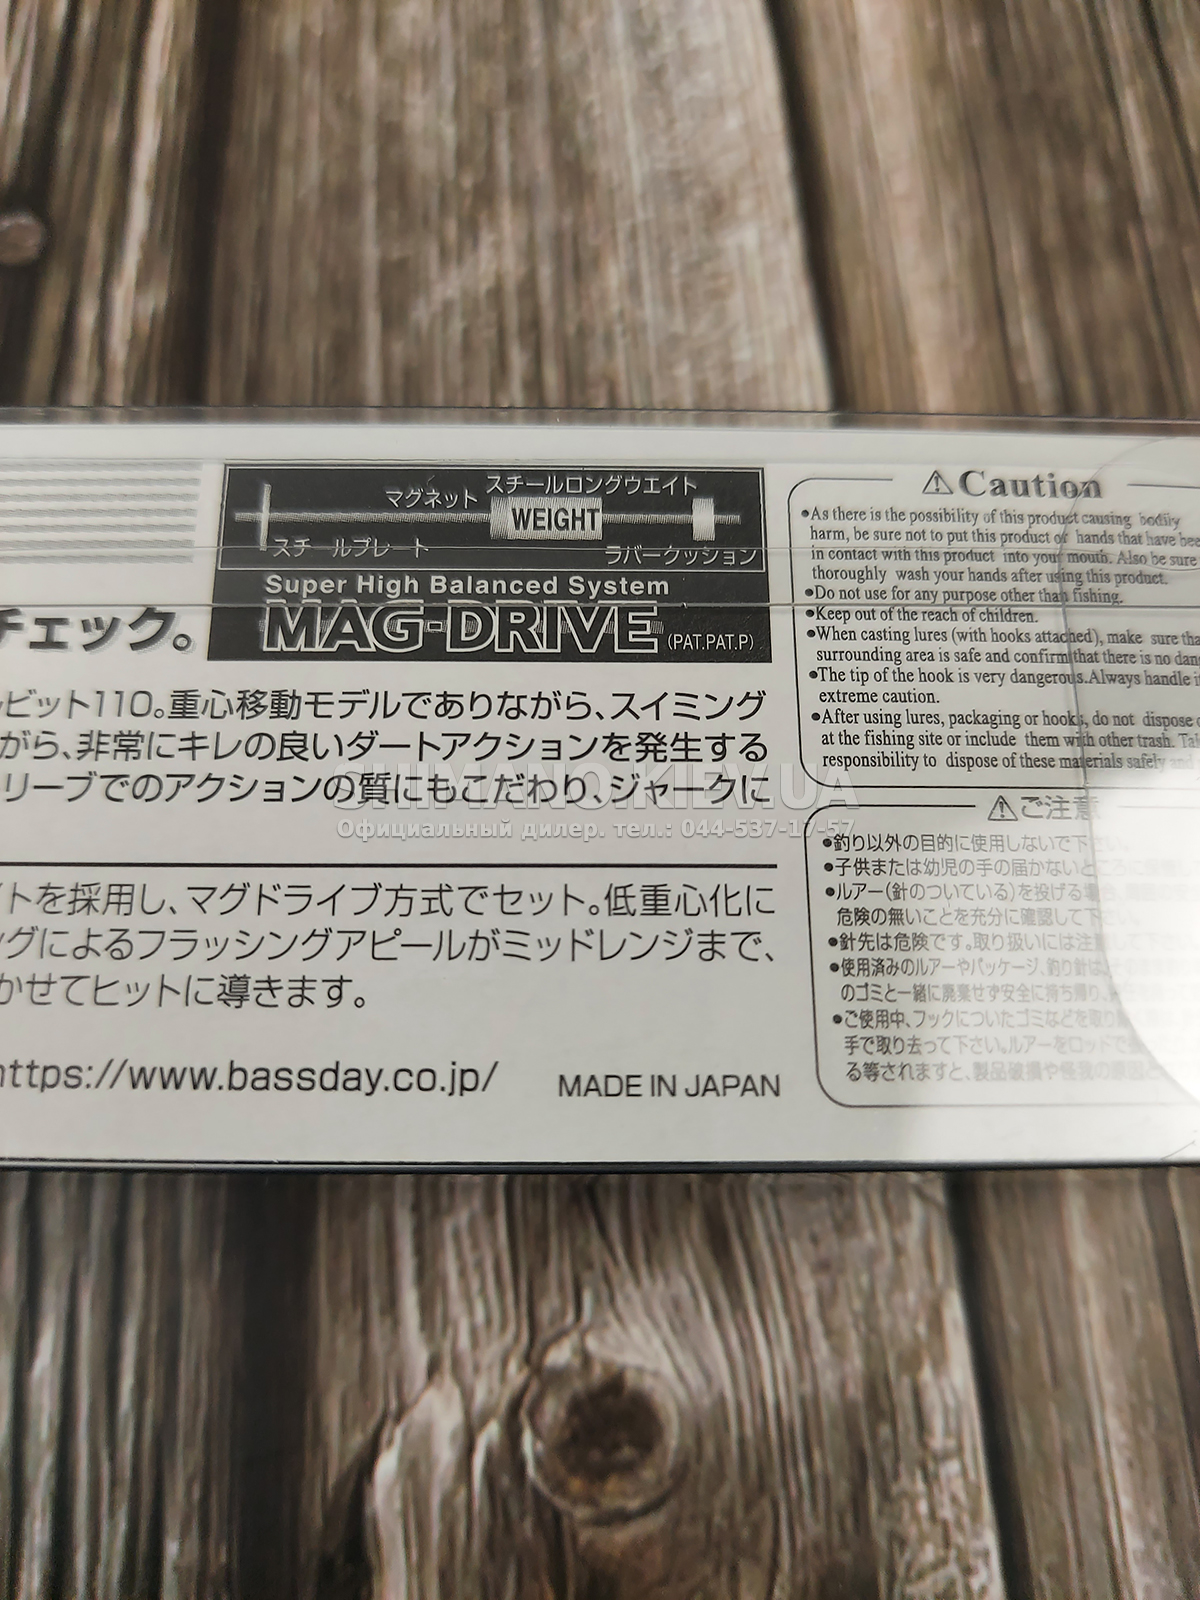 マグネット
スチールロングウエイト
WEIGHT
スチールプレート
ラバークッション
Super High Balanced System
MAG-DRIVE (PAT.PAT.P)
チェック。
ビット110。重心移動モデルでありながら、スイミング
がら、非常にキレの良いダートアクションを発生する
リーブでのアクションの質にもこだわり、ジャークに
SHIMANO.KIEV.UA
Официальный дилер. тел.: 044-537-17-57
トを採用し、マグドライブ方式でセット。低重心化に
グによるフラッシングアピールがミッドレンジまで、
かせてヒットに導きます。
https://www.bassday.co.jp/
MADE IN JAPAN
⚠Caution
●As there is the possibility of this product causing bodily
harm, be sure not to put this product or hands that have
in contact with this product into your mouth. Also be sure
thoroughly wash your hands after using this product.
●Do not use for any purpose other than fishing.
●Keep out of the reach of children.
●When casting lures (with hooks attached), make sure
surrounding area is safe and confirm that there is no
●The tip of the hook is very dangerous.Always handle
extreme caution.
●After using lures, packaging or hooks, do not dispose
at the fishing site or include them with other trash.
responsibility to dispose of these materials safely and
⚠ご注意
●釣り以外の目的に使用しないで下さい。
●子供または幼児の手の届かないところに
●ルアー(針のついている)を投げる場合、
危険の無いことを充分に確認して下さい。
●針先は危険です。取り扱いには注意
●使用済みのルアーやパッケージ、釣り針は、
のゴミと一緒に廃棄せず安全に持ち帰り、
●ご使用中、フックについたゴミなどを取り
手で取り去って下さい。ルアーをロッドで
る等されますと、製品破損や怪我の原因と